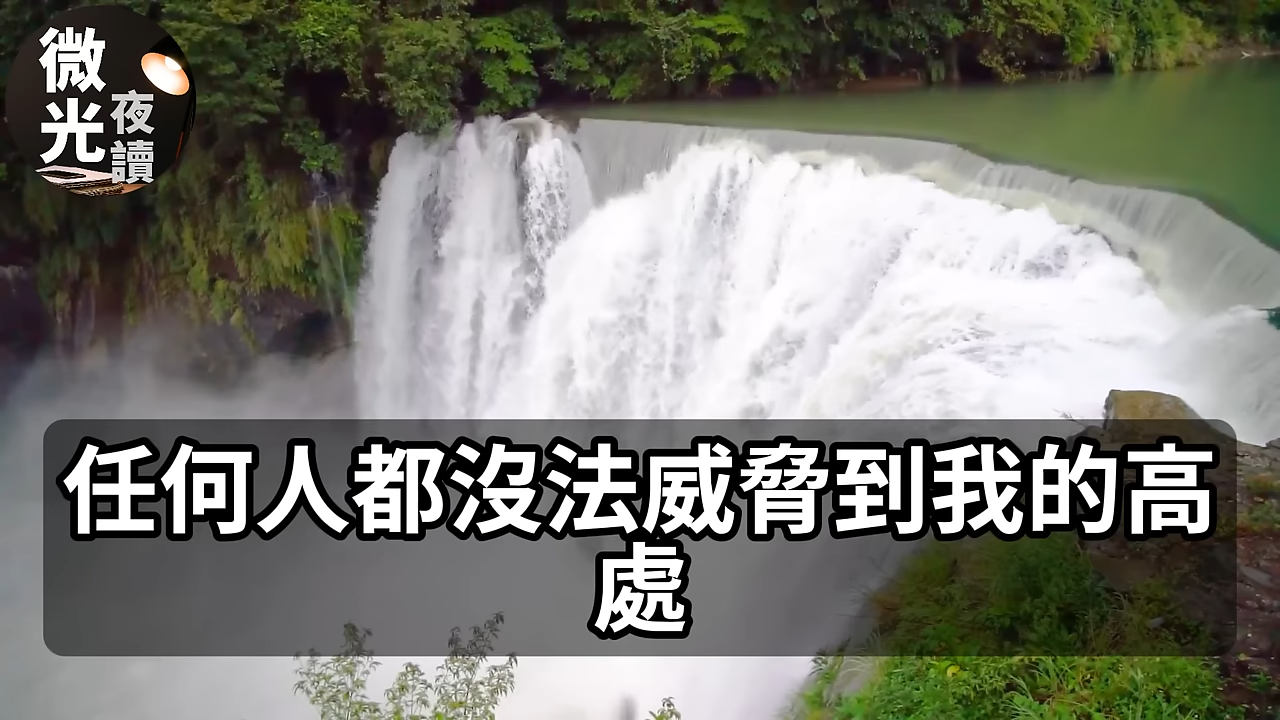 微光
夜讀
任何人都沒法威脅到我的高
處